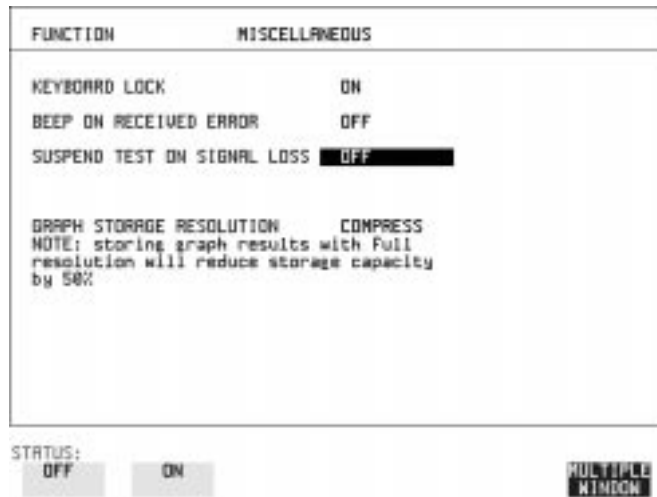 FUNCTION MISCELLANEOUS
KEYBOARD LOCK ON
BEEP ON RECEIVED ERROR OFF
SUSPEND TEST ON SIGNAL LOSS OFF
GRAPH STORAGE RESOLUTION COMPRESS
NOTE: storing graph results with Full
resolution will reduce storage capacity
by 50%
STATUS:
OFF ON MULTIPLE
WINDOW